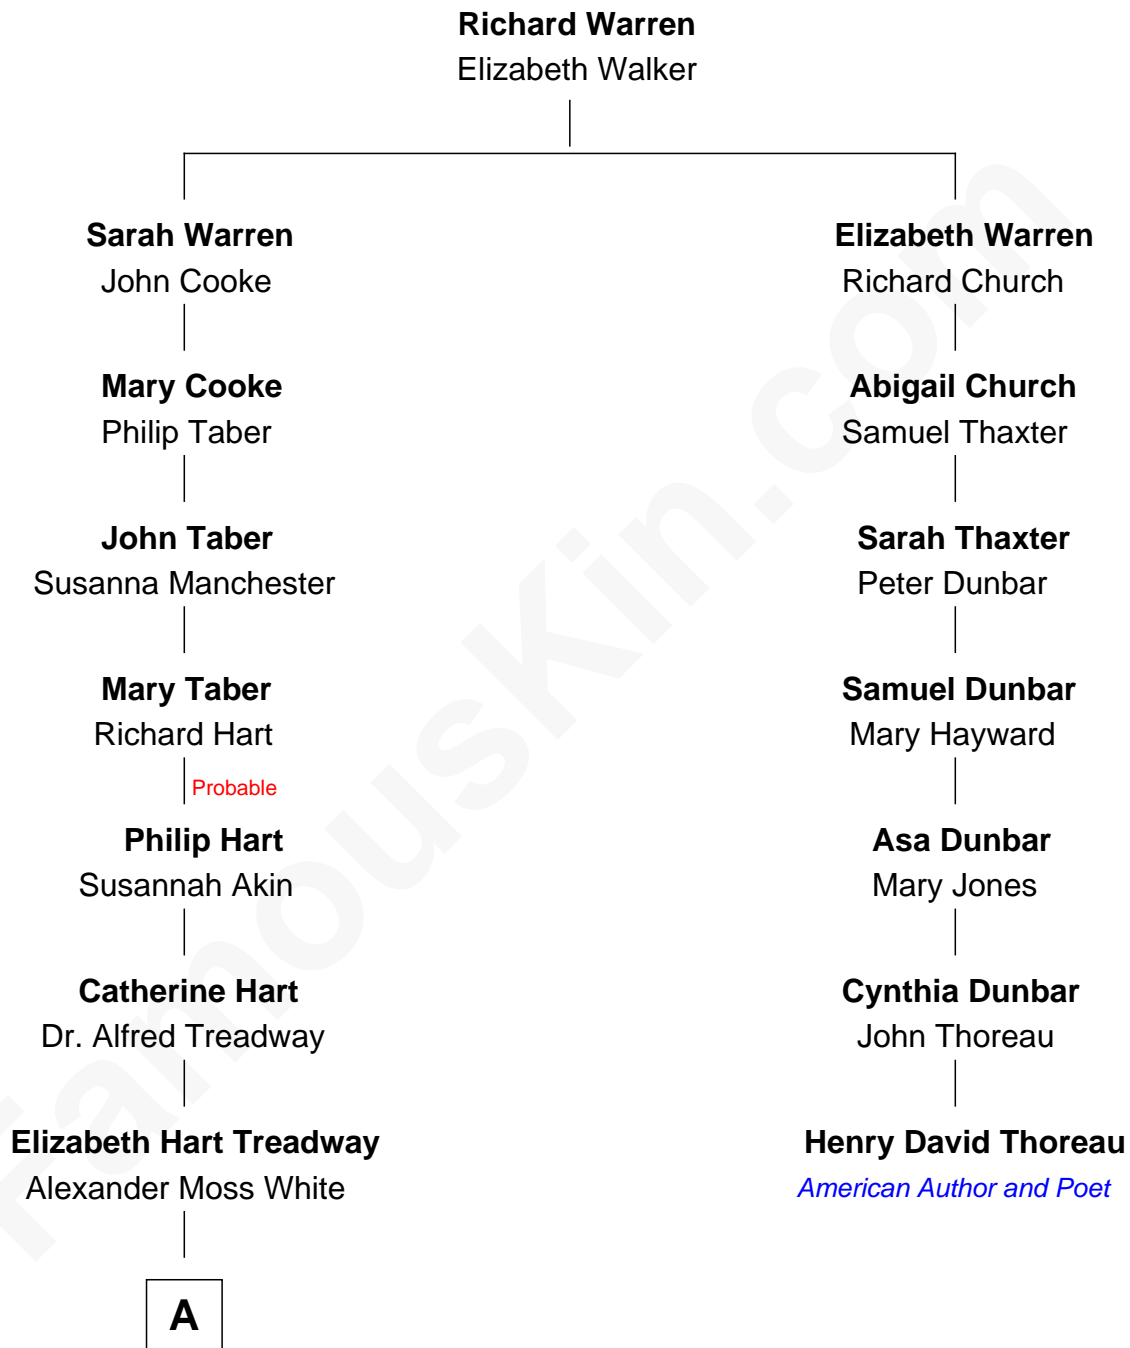 Richard Warren
Elizabeth Walker
Sarah Warren
John Cooke
Mary Cooke
Philip Taber
John Taber
Susanna Manchester
Mary Taber
Richard Hart
Probable
Philip Hart
Susannah Akin
Catherine Hart
Dr. Alfred Treadway
Elizabeth Hart Treadway
Alexander Moss White
A
Elizabeth Warren
Richard Church
Abigail Church
Samuel Thaxter
Sarah Thaxter
Peter Dunbar
Samuel Dunbar
Mary Hayward
Asa Dunbar
Mary Jones
Cynthia Dunbar
John Thoreau
Henry David Thoreau
American Author and Poet
FamousKin.com